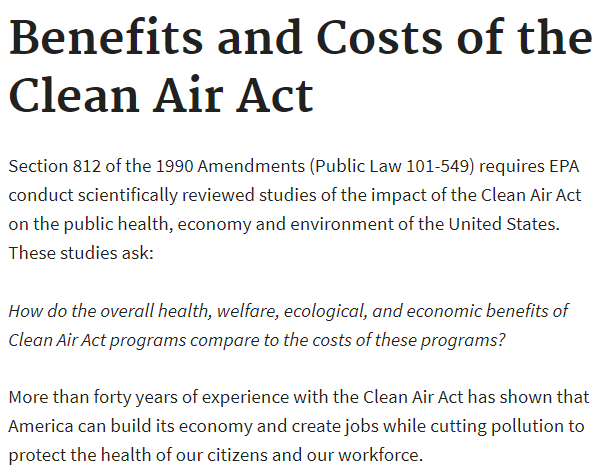 Benefits and Costs of the
Clean Air Act
Section 812 of the 1990 Amendments (Public Law 101-549) requires EPA
conduct scientifically reviewed studies of the impact of the Clean Air Act
on the public health, economy and environment of the United States.
These studies ask:
How do the overall health, welfare, ecological, and economic benefits of
Clean Air Act programs compare to the costs of these programs?
More than forty years of experience with the Clean Air Act has shown that
America can build its economy and create jobs while cutting pollution to
protect the health of our citizens and our workforce.